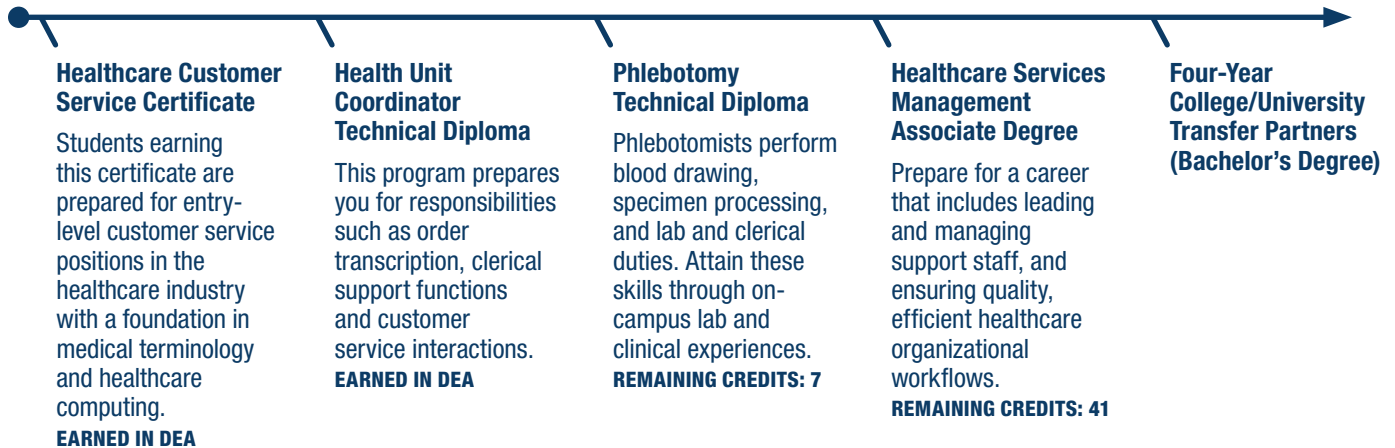 Healthcare Customer
Service Certificate
Students earning
this certificate are
prepared for entry-
level customer service
positions in the
healthcare industry
with a foundation in
medical terminology
and healthcare
computing.
EARNED IN DEA
Health Unit
Coordinator
Technical Diploma
This program prepares
you for responsibilities
such as order
transcription, clerical
support functions
and customer
service interactions.
EARNED IN DEA
Phlebotomy
Technical Diploma
Phlebotomists perform
blood drawing,
specimen processing,
and lab and clerical
duties. Attain these
skills through on-
campus lab and
clinical experiences.
REMAINING CREDITS: 7
Healthcare Services
Management
Associate Degree
Prepare for a career
that includes leading
and managing
support staff, and
ensuring quality,
efficient healthcare
organizational
workflows.
REMAINING CREDITS: 41
Four-Year
College/University
Transfer Partners
(Bachelor’s Degree)